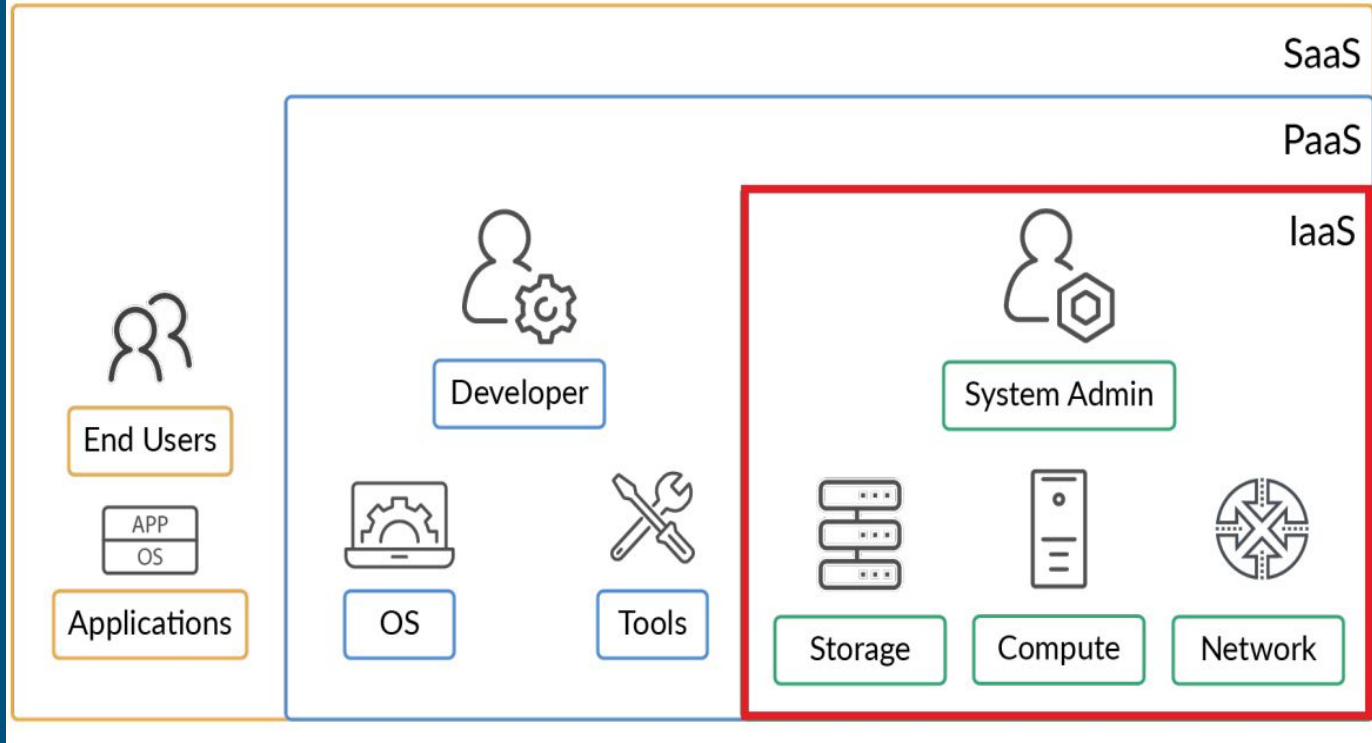 SaaS
PaaS
IaaS
End Users
APP
OS
Applications
Developer
OS
Tools
System Admin
Storage
Compute
Network